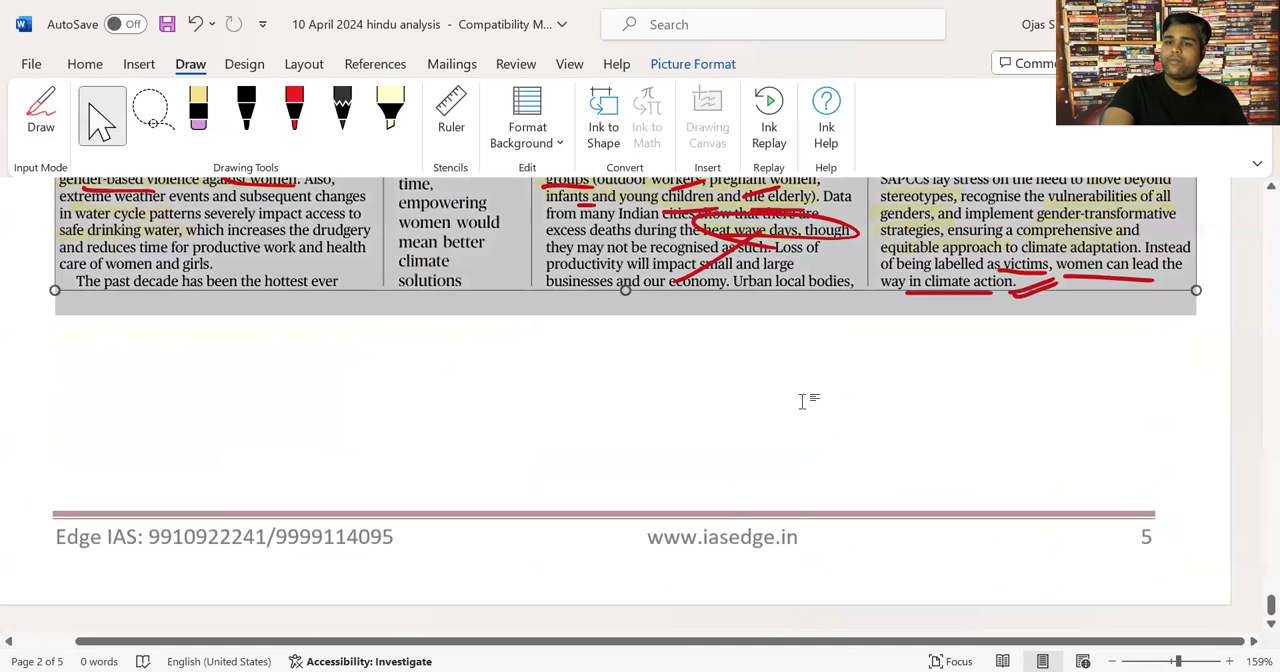 AutoSave Off 10 April 2024 hindu analysis - Compatibility M... Search Ojas S
File Home Insert Draw Design Layout References Mailings Review View Help Picture Format Comme
Draw
Ruler
Format Background
Ink to Shape
Ink to Math
Drawing Canvas
Ink Replay
Ink Help
Input Mode Drawing Tools Stencils Edit Convert Insert Replay Help
gender-based violence against women. Also,
extreme weather events and subsequent changes
in water cycle patterns severely impact access to
safe drinking water, which increases the drudgery
and reduces time for productive work and health
care of women and girls.
The past decade has been the hottest ever
time,
empowering
women would
mean better
climate
solutions
groups (outdoor workers, pregnant women,
infants and young children and the elderly). Data
from many Indian cities show that there are
excess deaths during the heat wave days, though
they may not be recognised as such. Loss of
productivity will impact small and large
businesses and our economy. Urban local bodies,
SAPCCs lay stress on the need to move beyond
stereotypes, recognise the vulnerabilities of all
genders, and implement gender-transformative
strategies, ensuring a comprehensive and
equitable approach to climate adaptation. Instead
of being labelled as victims, women can lead the
way in climate action.
Edge IAS: 9910922241/9999114095 www.iasedge.in 5
Page 2 of 5 0 words English (United States) Accessibility: Investigate Focus 159%